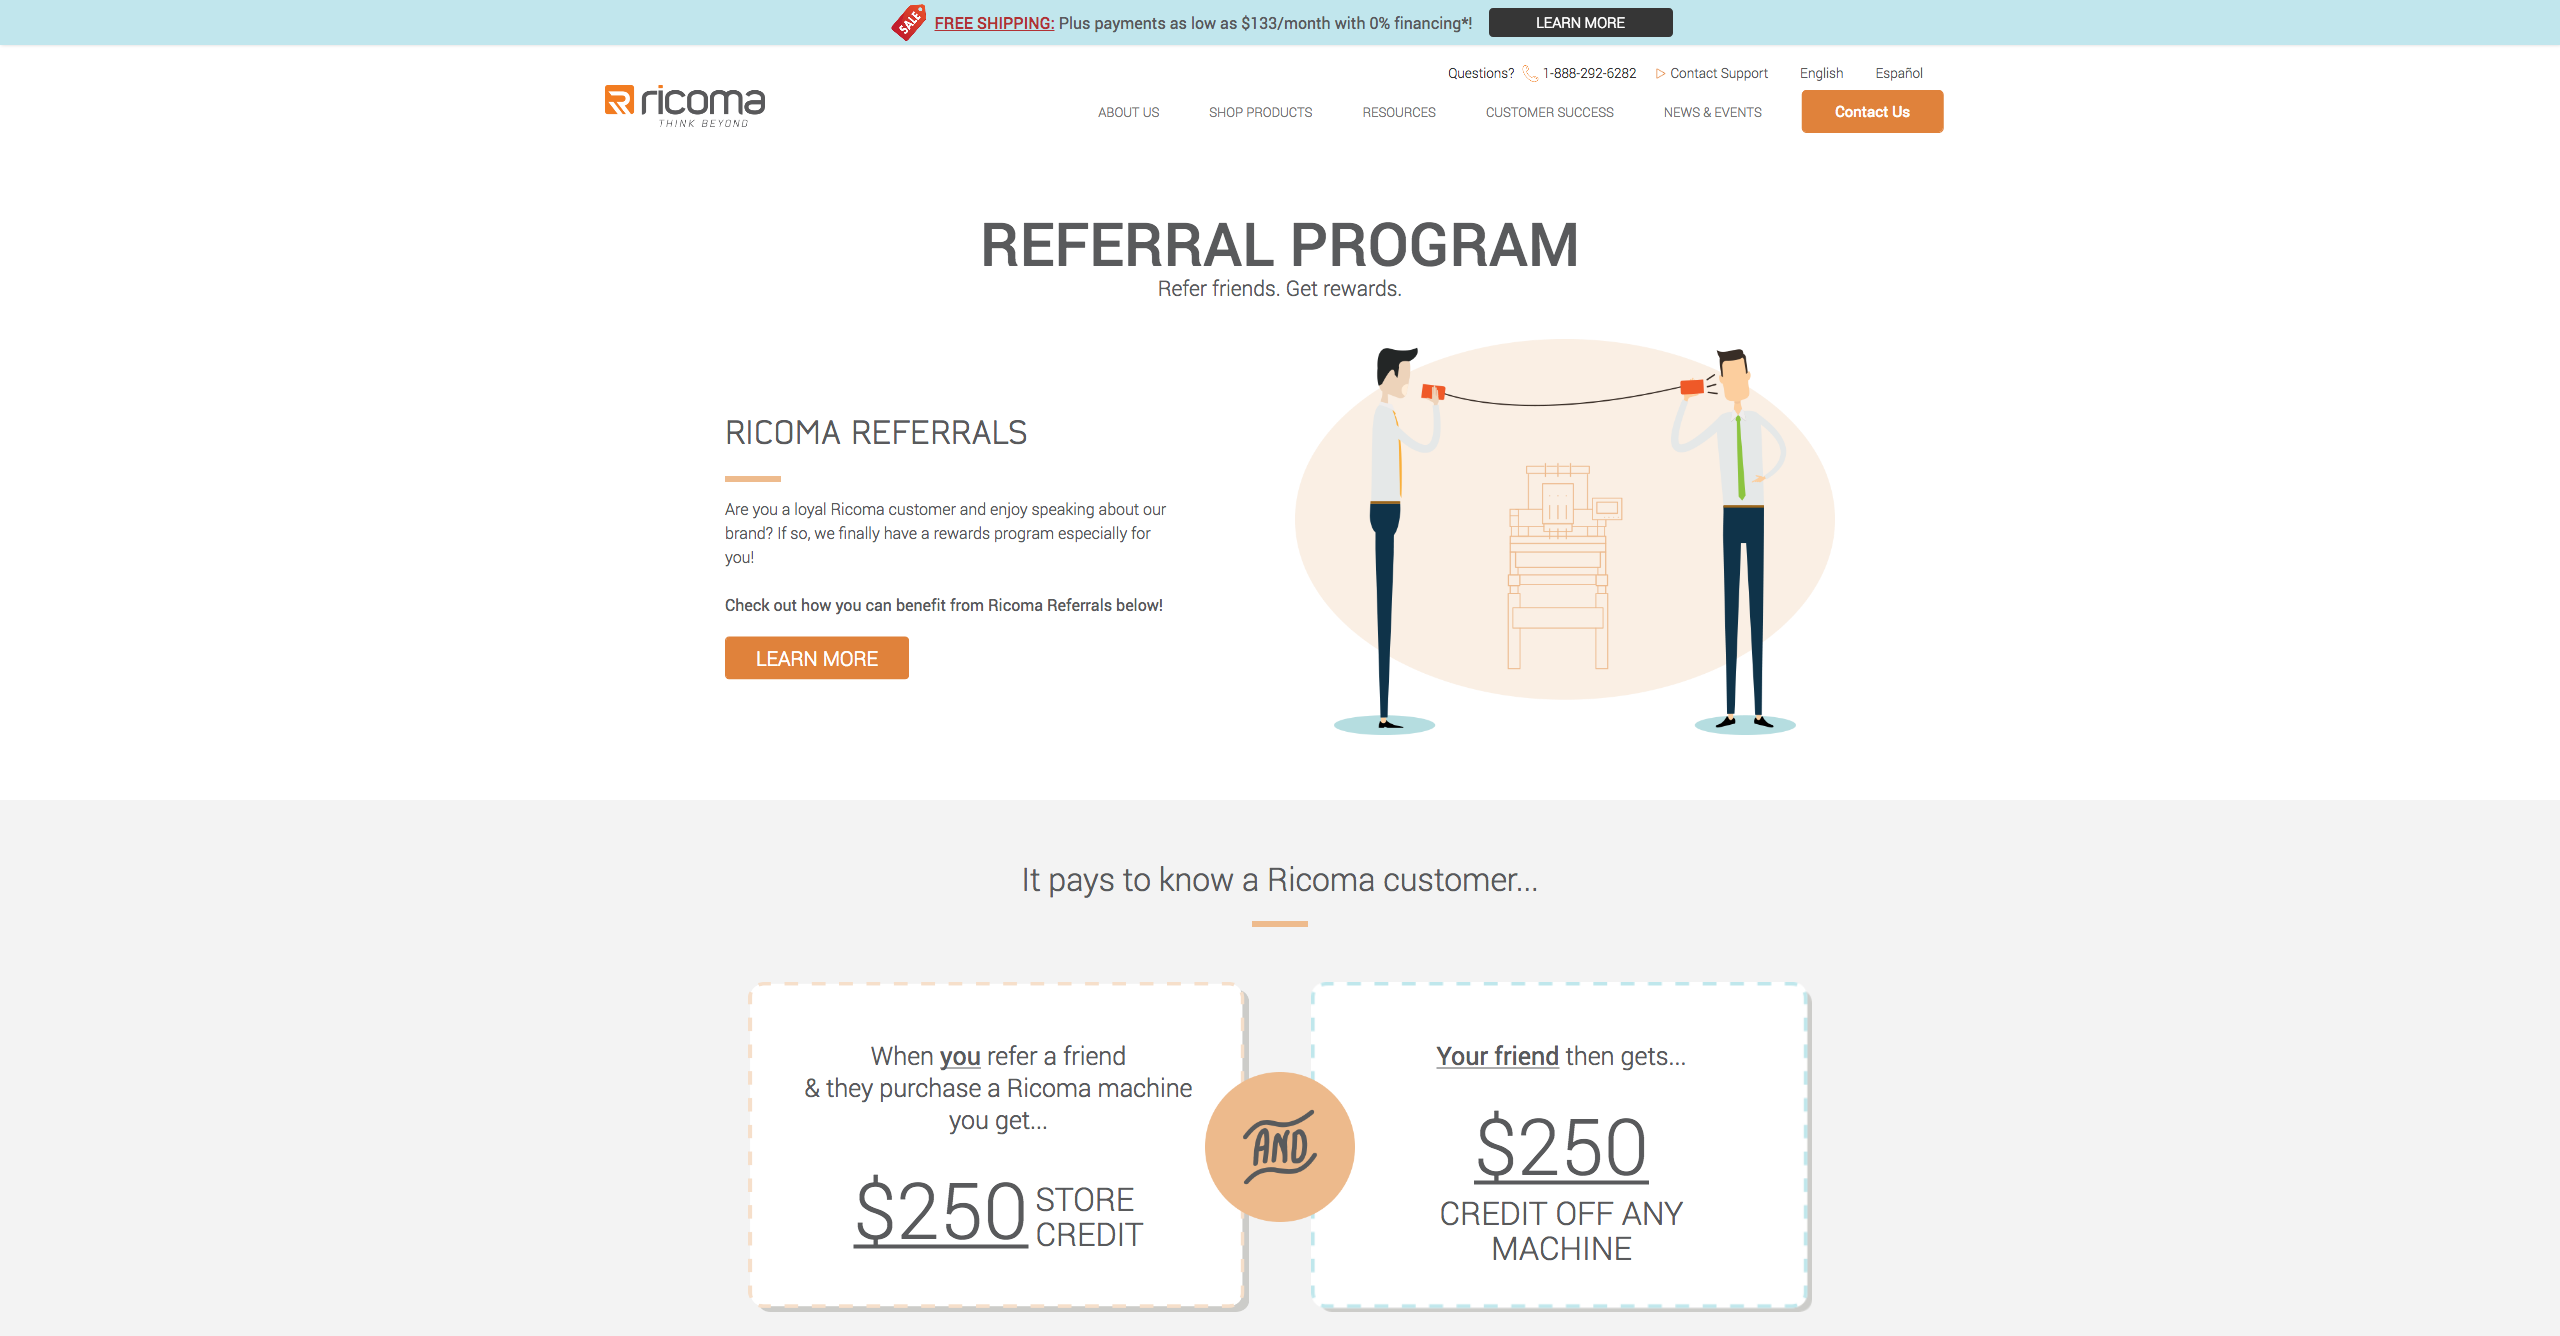 SALE FREE SHIPPING: Plus payments as low as $133/month with 0% financing*! LEARN MORE
Questions? 1-888-292-6282 Contact Support English Español
ricoma
THINK BEYOND
ABOUT US SHOP PRODUCTS RESOURCES CUSTOMER SUCCESS NEWS & EVENTS Contact Us
REFERRAL PROGRAM
Refer friends. Get rewards.
RICOMA REFERRALS
Are you a loyal Ricoma customer and enjoy speaking about our
brand? If so, we finally have a rewards program especially for
you!
Check out how you can benefit from Ricoma Referrals below!
LEARN MORE
It pays to know a Ricoma customer...
When you refer a friend
& they purchase a Ricoma machine
you get...
$250 STORE
CREDIT
AND
Your friend then gets...
$250
CREDIT OFF ANY
MACHINE